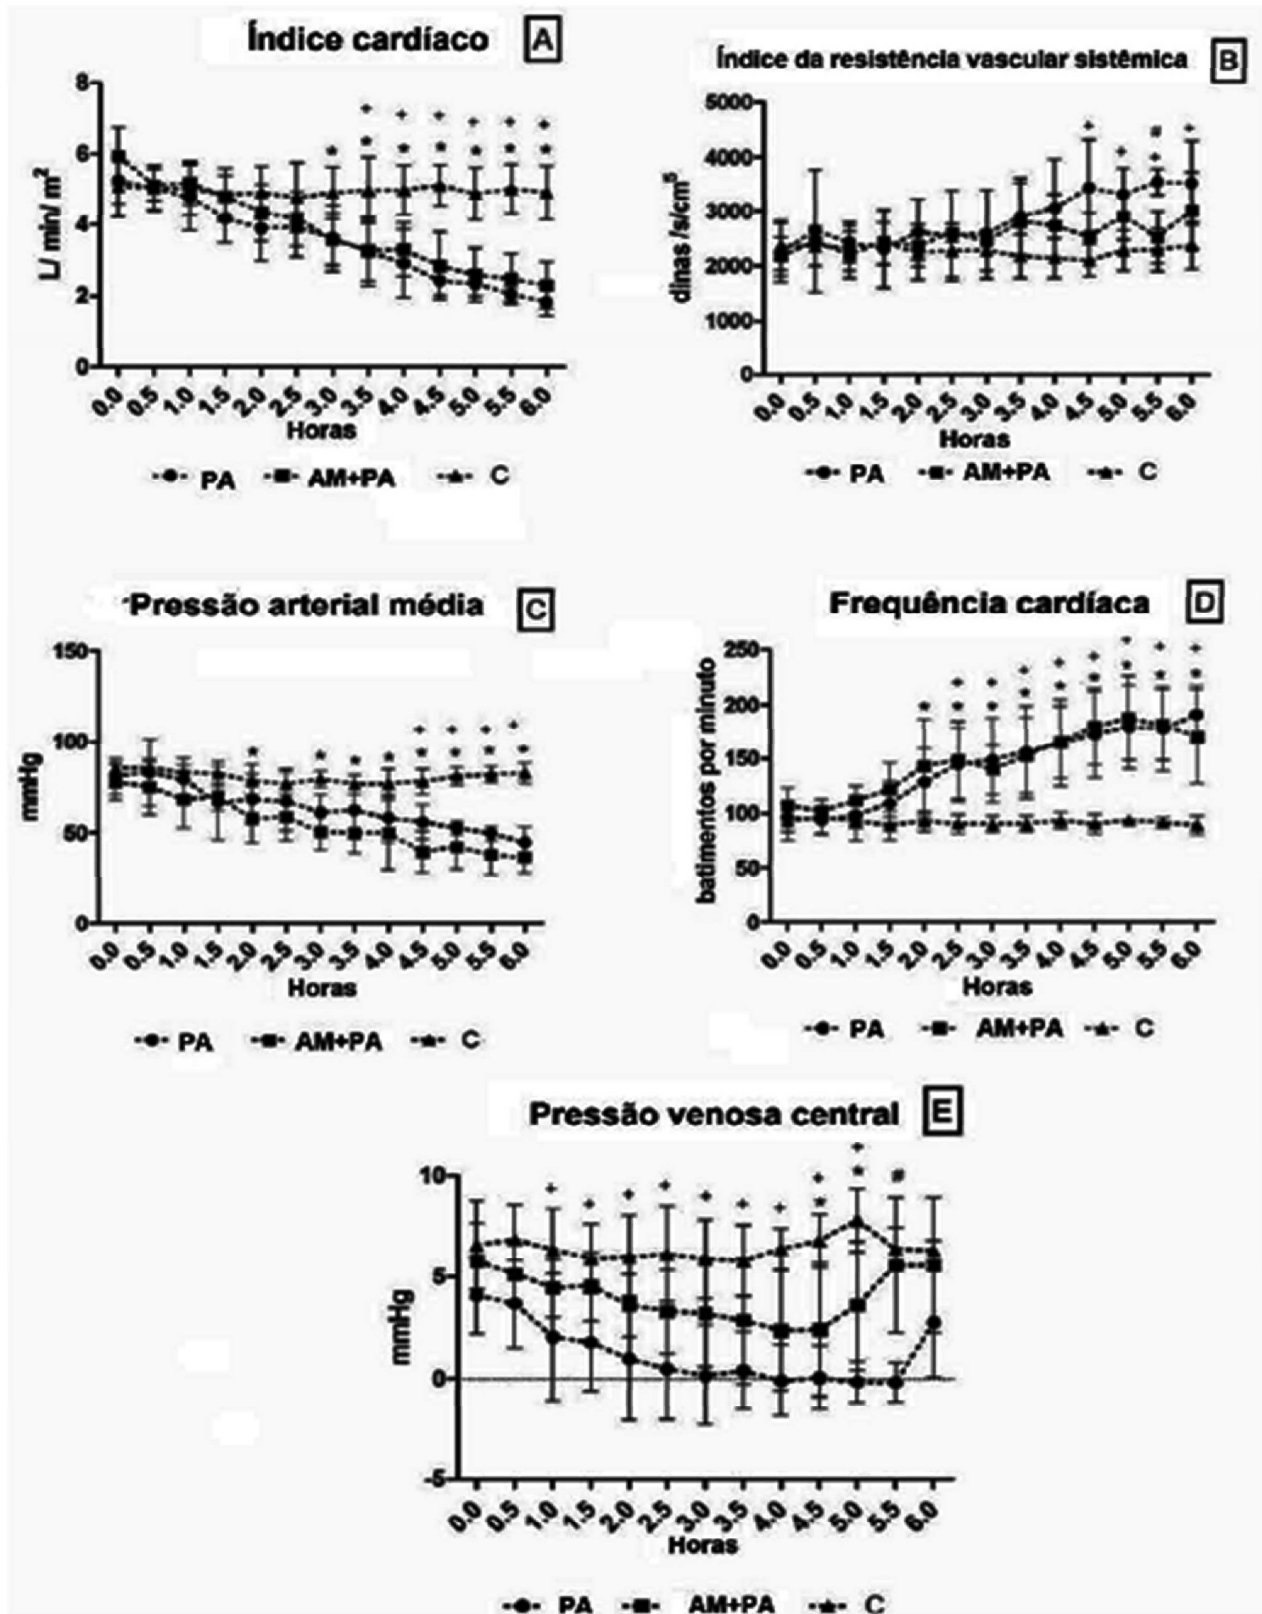 Índice cardíaco A
8
6
4
2
0
L/ min/ m²
0.0 0.5 1.0 1.5 2.0 2.5 3.0 3.5 4.0 4.5 5.0 5.5 6.0
Horas
PA AM+PA C
Índice da resistência vascular sistêmica B
5000
4000
3000
2000
1000
0
dinas /s/cm⁵
0.0 0.5 1.0 1.5 2.0 2.5 3.0 3.5 4.0 4.5 5.0 5.5 6.0
Horas
PA AM+PA C
Pressão arterial média C
150
100
50
0
mmHg
0.0 0.5 1.0 1.5 2.0 2.5 3.0 3.5 4.0 4.5 5.0 5.5 6.0
Horas
PA AM+PA C
Frequência cardíaca D
250
200
150
100
50
0
batimentos por minuto
0.0 0.5 1.0 1.5 2.0 2.5 3.0 3.5 4.0 4.5 5.0 5.5 6.0
Horas
PA AM+PA C
Pressão venosa central E
10
5
0
-5
mmHg
0.0 0.5 1.0 1.5 2.0 2.5 3.0 3.5 4.0 4.5 5.0 5.5 6.0
Horas
PA AM+PA C